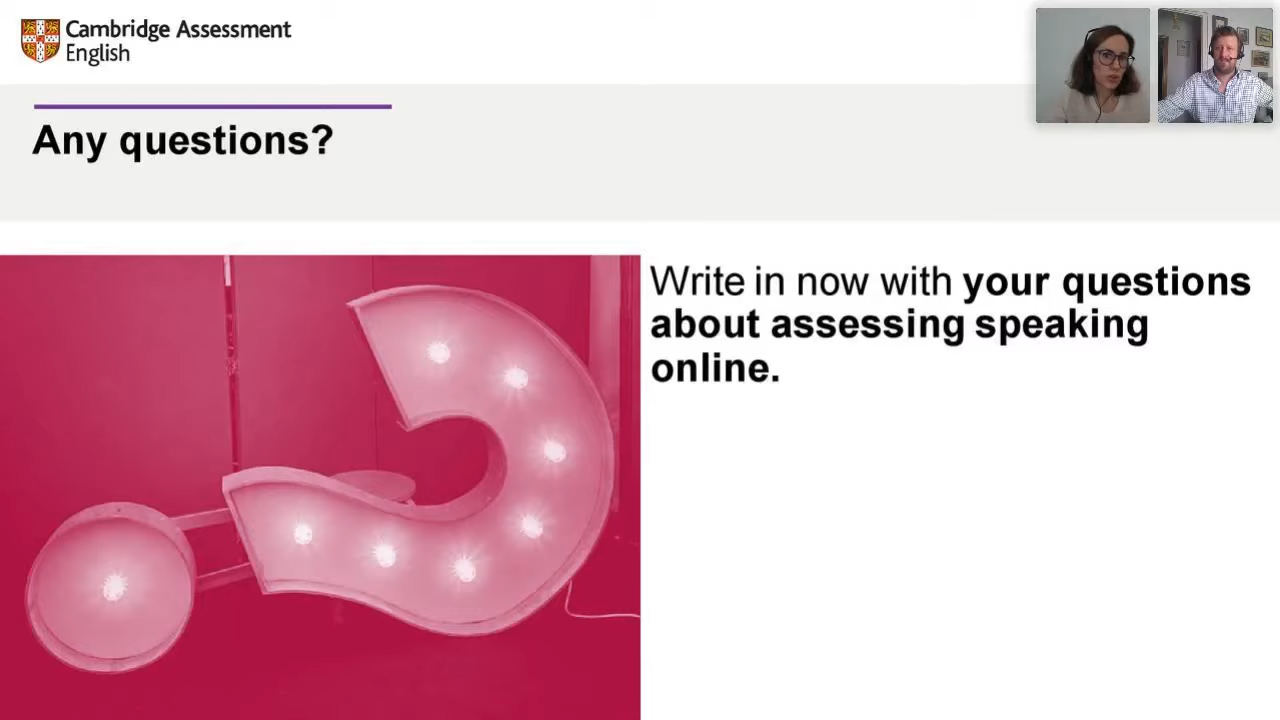 Cambridge Assessment
English
Any questions?
Write in now with your questions
about assessing speaking
online.